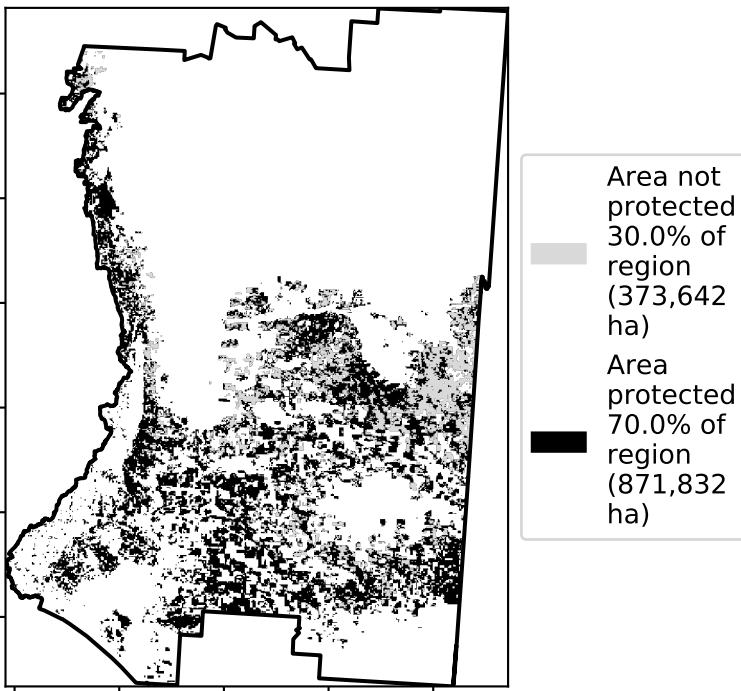 Area not
protected
30.0% of
region
(373,642
ha)
Area
protected
70.0% of
region
(871,832
ha)